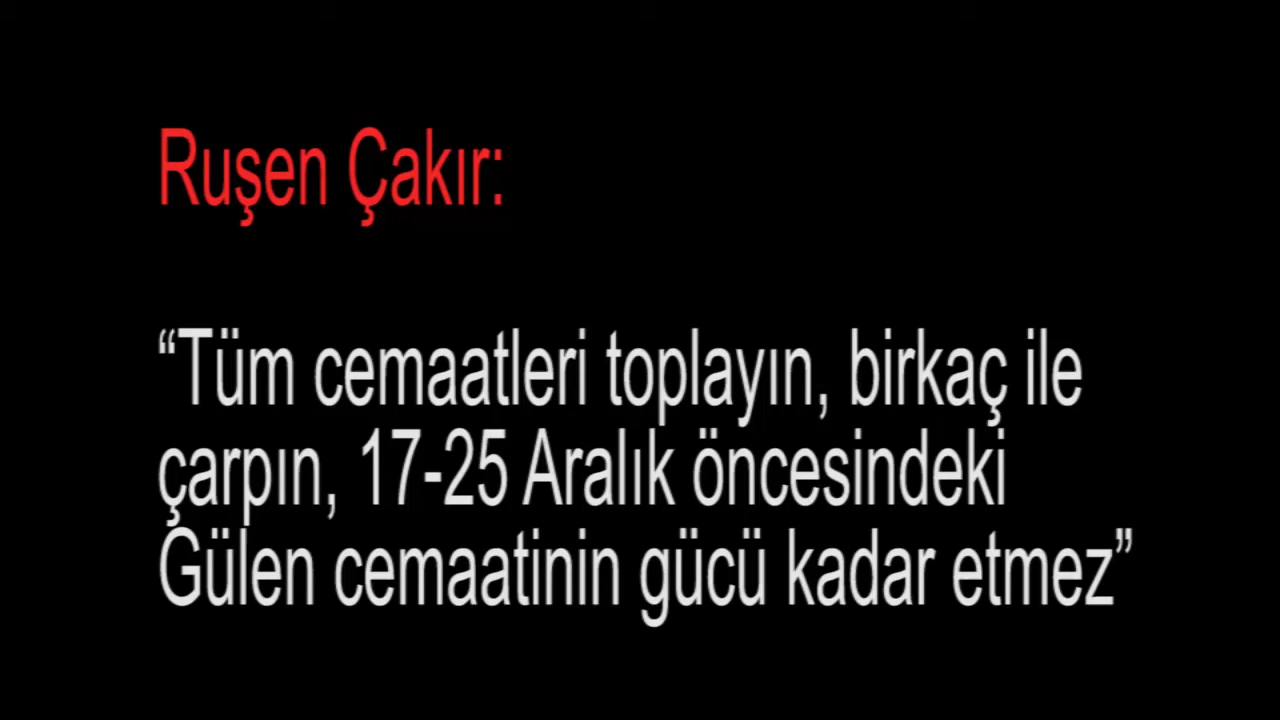 Ruşen Çakır:
“Tüm cemaatleri toplayın, birkaç ile
çarpın, 17-25 Aralık öncesindeki
Gülen cemaatinin gücü kadar etmez”